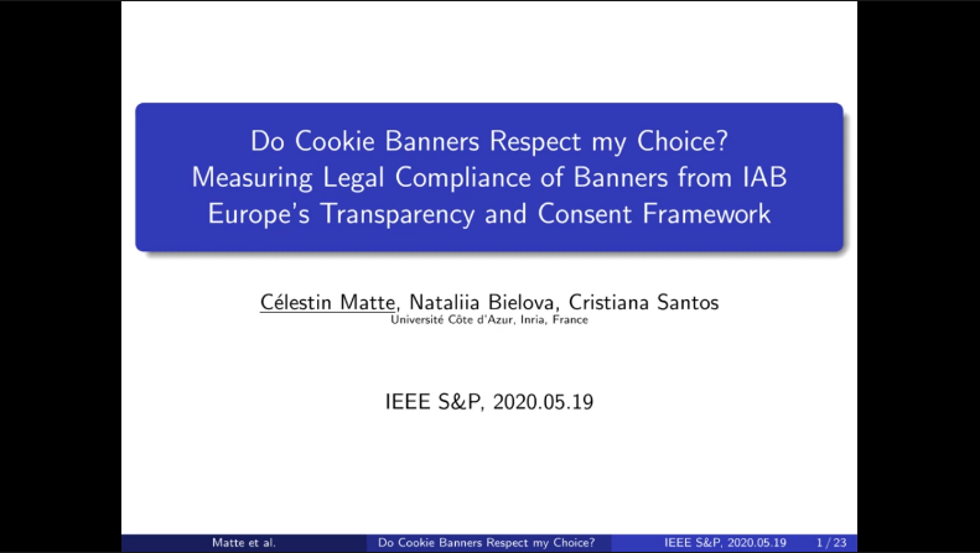 Do Cookie Banners Respect my Choice?
Measuring Legal Compliance of Banners from IAB
Europe's Transparency and Consent Framework
Célestin Matte, Nataliia Bielova, Cristiana Santos
Université Côte d'Azur, Inria, France
IEEE S&P, 2020.05.19
Matte et al. Do Cookie Banners Respect my Choice? IEEE S&P, 2020.05.19 1 / 23